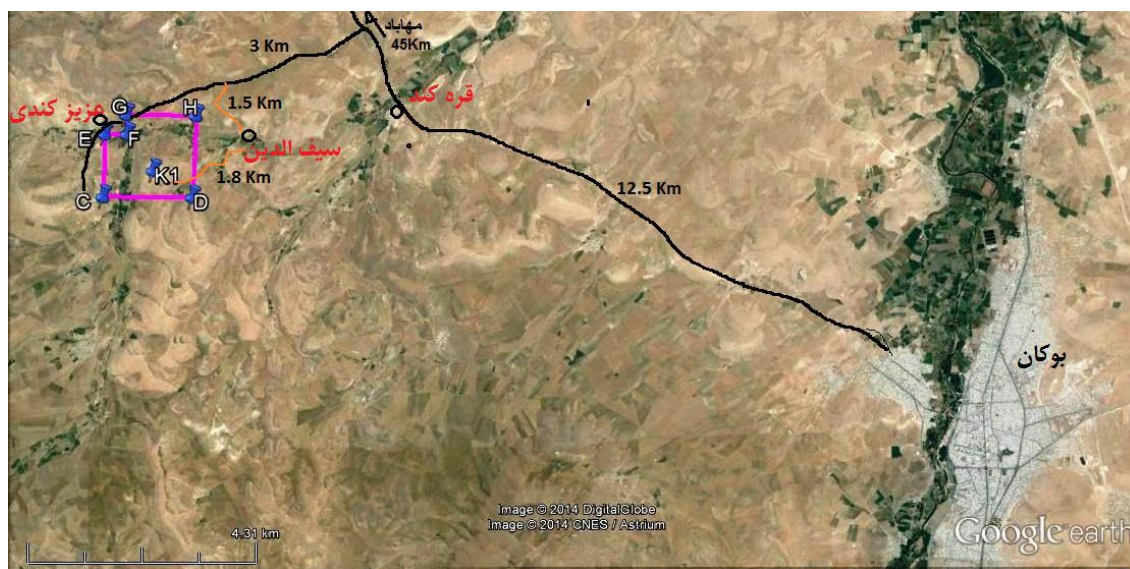 مهاباد
45Km
3 Km
قره کند
1.5 Km
عزیز کندی
G
H
E
F
سیف الدین
K1
1.8 Km
C
D
12.5 Km
بوکان
Image © 2014 DigitalGlobe
Image © 2014 CNES / Astrium
4.31 km
Google earth